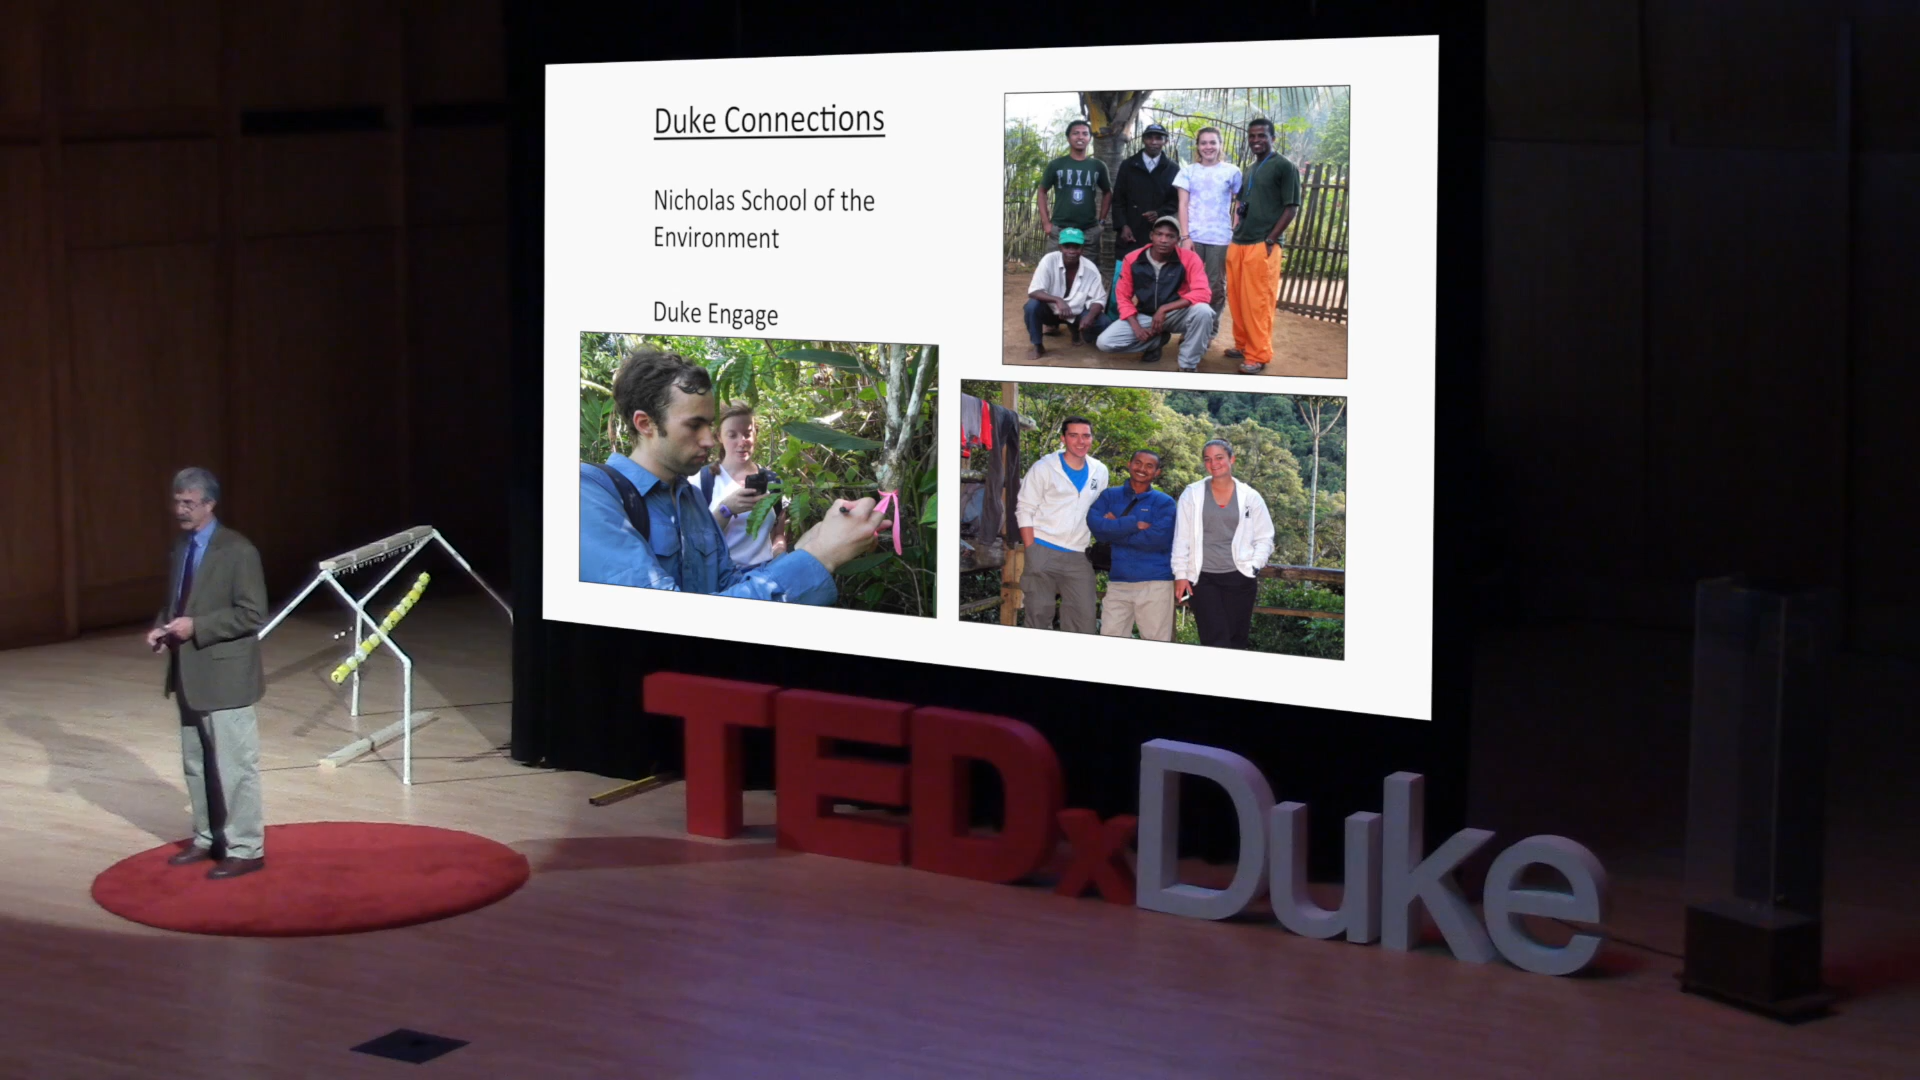 Duke Connections
Nicholas School of the
Environment
Duke Engage
TEXAS
TEDxDuke